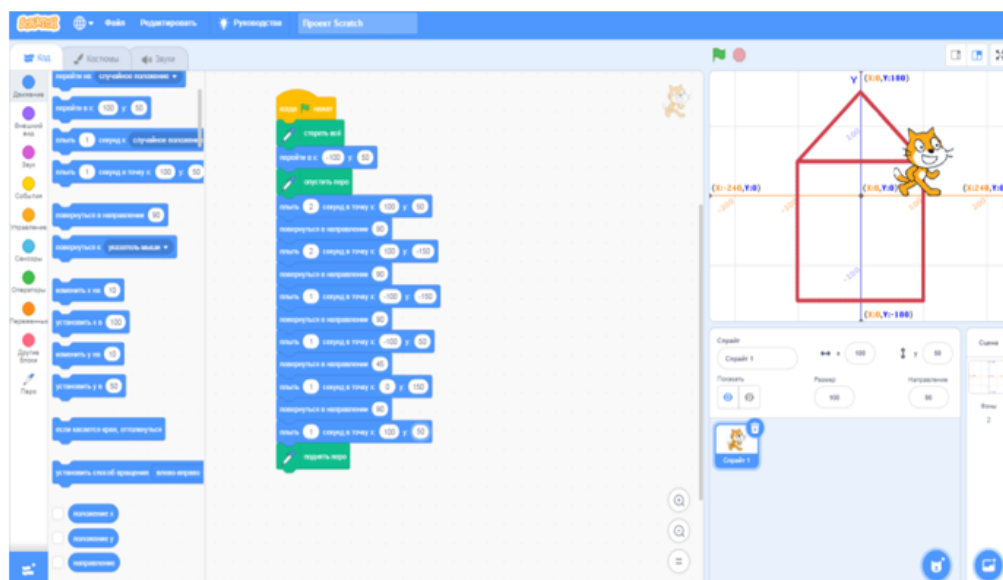 SCRATCH
Файл Редактировать Руководства Проект Scratch
Код Костюмы Звуки
Движение
Внешний вид
Звук
События
Управление
Сенсоры
Операторы
Переменные
Другие блоки
Перо
перейти на случайное положение
перейти в x: 100 y: 50
плыть 1 секунд к случайное положение
плыть 1 секунд в точку x: 100 y: 50
повернуться в направлении 90
повернуться к указатель мыши
изменить x на 10
установить x в 100
изменить y на 10
установить y в 50
если касается края, оттолкнуться
установить способ вращения влево-вправо
положение x
положение y
направление
когда нажат
стереть всё
перейти в x: -100 y: 50
опустить перо
плыть 2 секунд в точку x: 100 y: 50
повернуться в направлении 90
плыть 2 секунд в точку x: 100 y: -150
повернуться в направлении 90
плыть 1 секунд в точку x: -100 y: -150
повернуться в направлении 90
плыть 1 секунд в точку x: -100 y: 50
повернуться в направлении 45
плыть 1 секунд в точку x: 0 y: 150
повернуться в направлении 90
плыть 1 секунд в точку x: 100 y: 50
поднять перо
Y (X:0,Y:180)
100
(X:-240,Y:0) (X:0,Y:0) (X:240,Y:0
-200 -100 100 200
-100
(X:0,Y:-180)
Спрайт
Спрайт 1 x 100 y 50
Показать Размер Направление
100 90
Спрайт 1
Сцена
Фоны
2